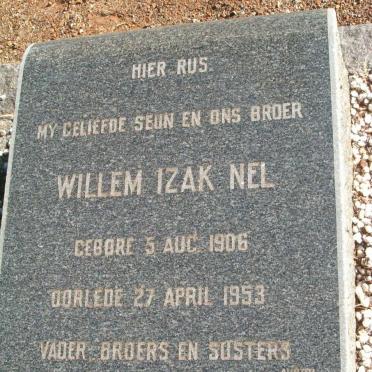 HIER RUS
MY GELIEFDE SEUN EN ONS BROER
WILLEM IZAK NEL
GEBORE 5 AUG. 1906
OORLEDE 27 APRIL 1953
VADER. BROERS EN SUSTERS